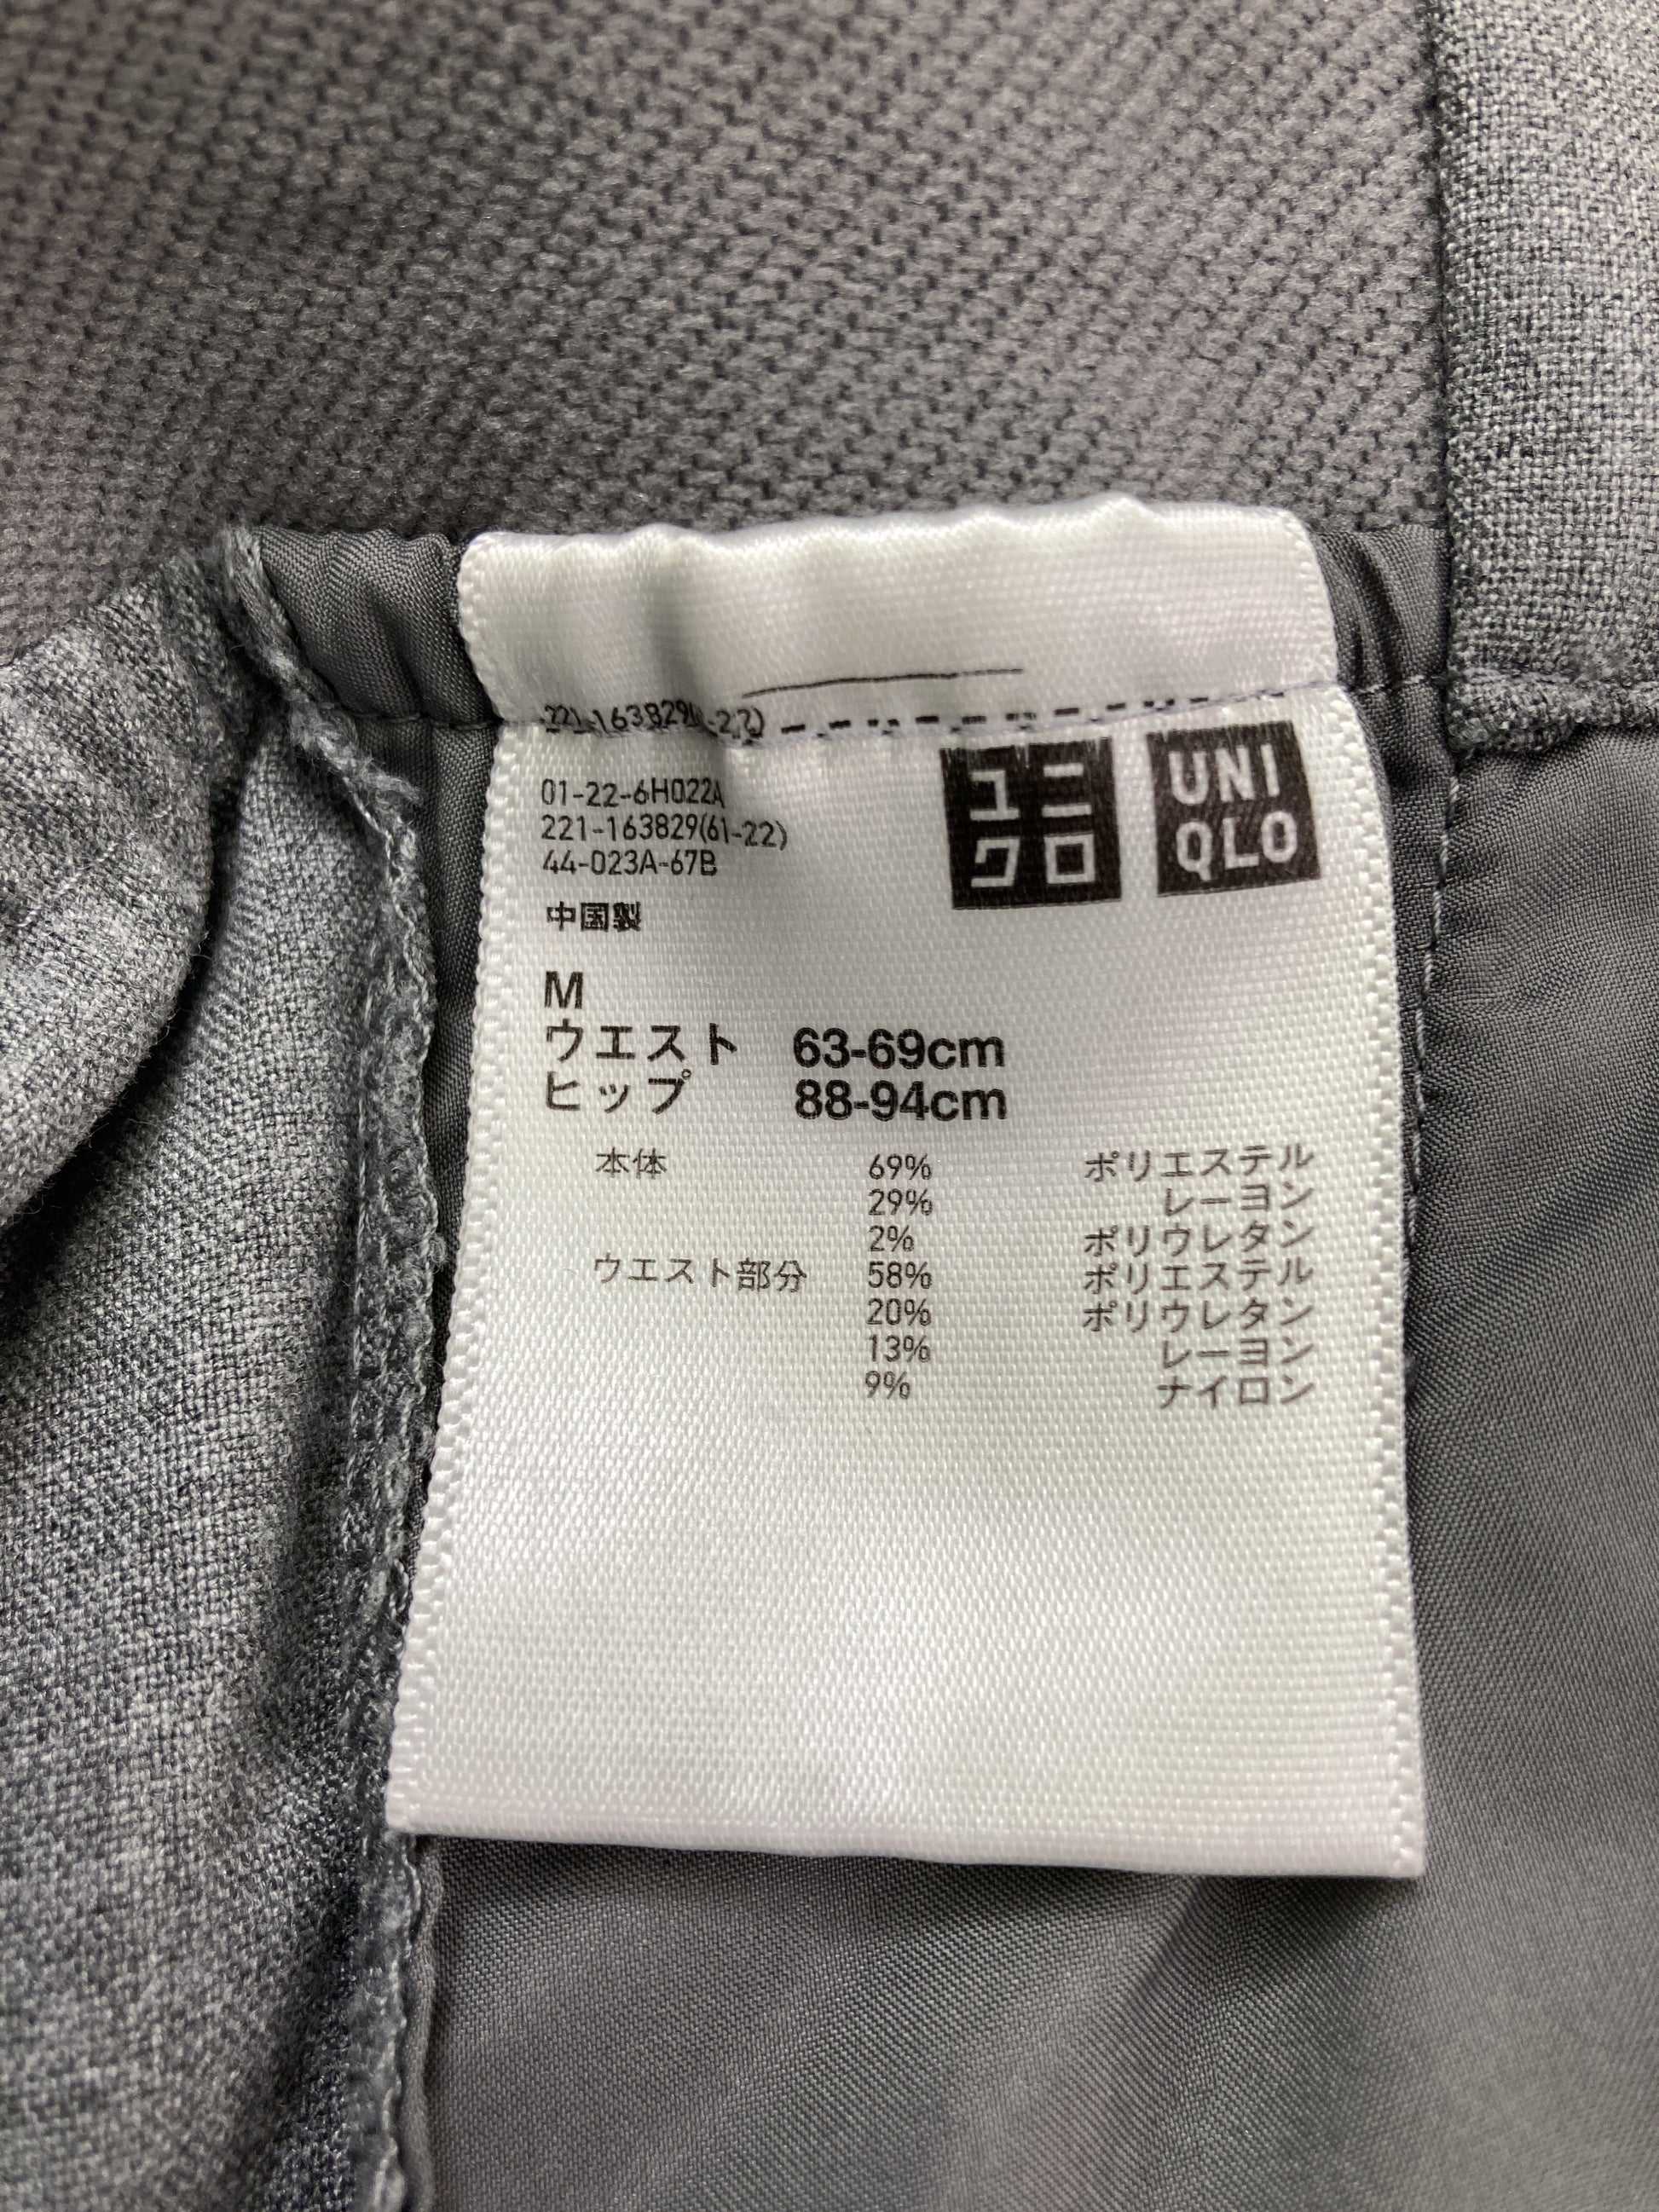 221-163829(
-22)
ユニ
クロ
UNI
QLO
01-22-6H022A
221-163829(61-22)
44-023A-67B
中国製
M
ウエスト 63-69cm
ヒップ 88-94cm
本体 69% ポリエステル
29% レーヨン
2% ポリウレタン
ウエスト部分 58% ポリエステル
20% ポリウレタン
13% レーヨン
9% ナイロン